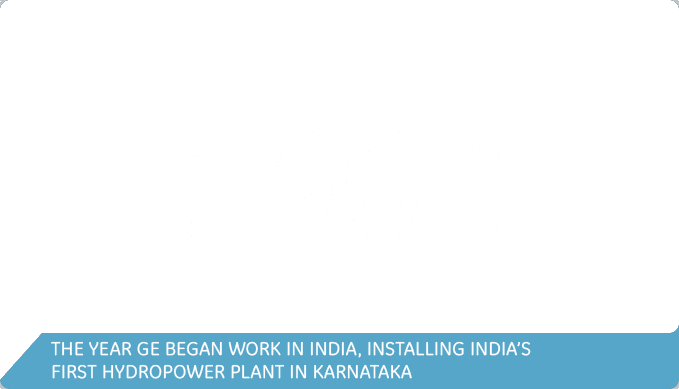 THE YEAR GE BEGAN WORK IN INDIA, INSTALLING INDIA’S
FIRST HYDROPOWER PLANT IN KARNATAKA